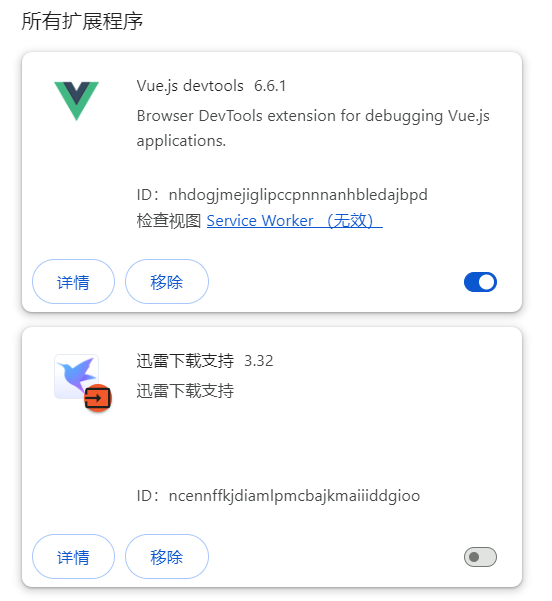 所有扩展程序
Vue.js devtools 6.6.1
Browser DevTools extension for debugging Vue.js
applications.
ID：nhdogjmejiglipccpnnnanhbledajbpd
检查视图 Service Worker （无效）
详情 移除
迅雷下载支持 3.32
迅雷下载支持
ID：ncennffkjdiamlpmcbajkmaiiiddgioo
详情 移除